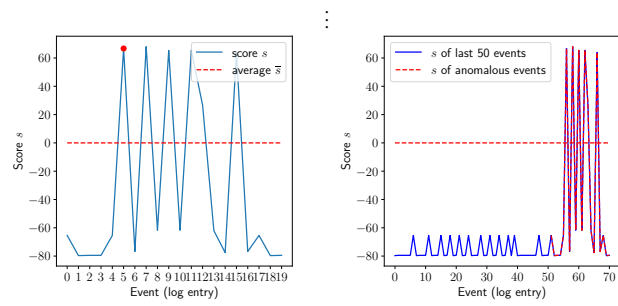 ⋮
score s
average s̅
60
40
20
0
−20
−40
−60
−80
Score s
0 1 2 3 4 5 6 7 8 9 10 11 12 13 14 15 16 17 18 19
Event (log entry)
s of last 50 events
s of anomalous events
60
40
20
0
−20
−40
−60
−80
Score s
0 10 20 30 40 50 60 70
Event (log entry)